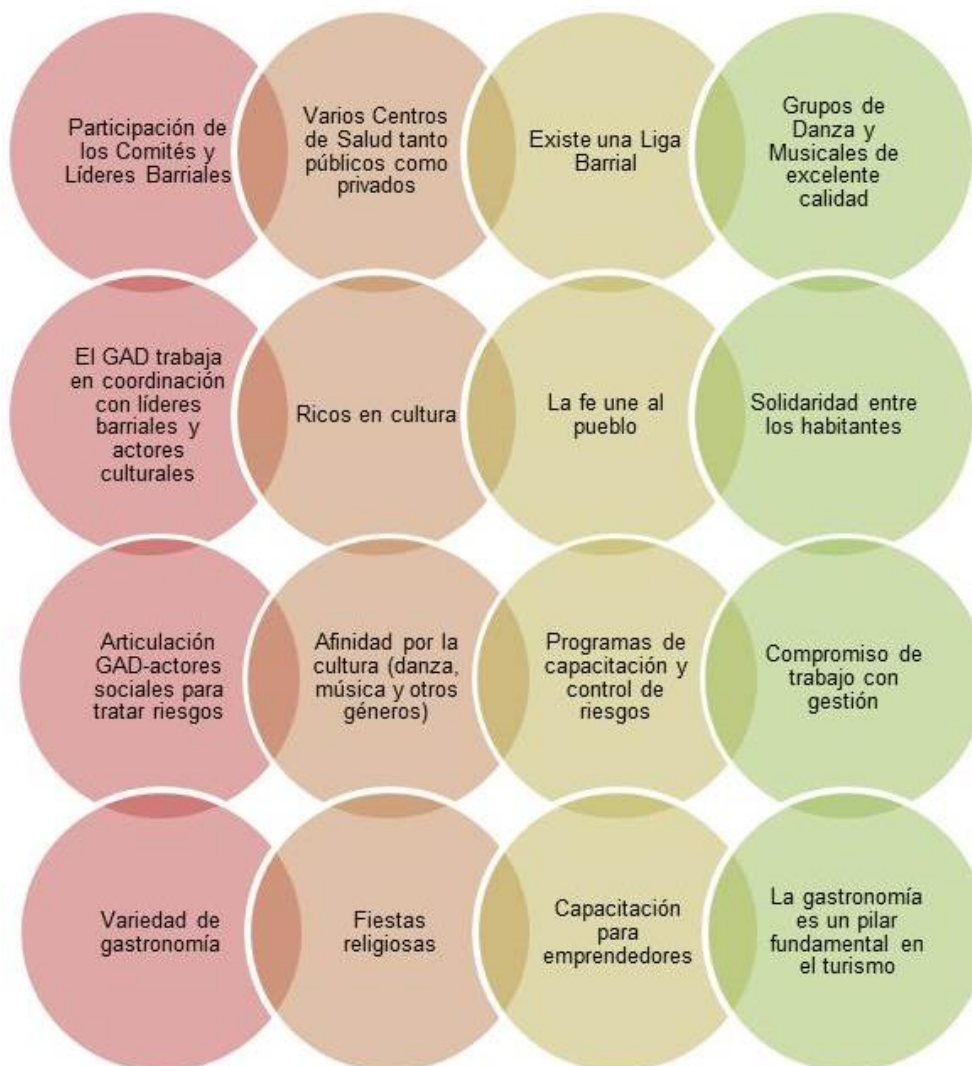 Participación de
los Comités y
Líderes Barriales
Varios Centros
de Salud tanto
públicos como
privados
Existe una Liga
Barrial
Grupos de
Danza y
Musicales de
excelente
calidad
El GAD trabaja
en coordinación
con líderes
barriales y
actores
culturales
Ricos en cultura
La fe une al
pueblo
Solidaridad entre
los habitantes
Articulación
GAD-actores
sociales para
tratar riesgos
Afinidad por la
cultura (danza,
música y otros
géneros)
Programas de
capacitación y
control de
riesgos
Compromiso de
trabajo con
gestión
Variedad de
gastronomía
Fiestas
religiosas
Capacitación
para
emprendedores
La gastronomía
es un pilar
fundamental en
el turismo